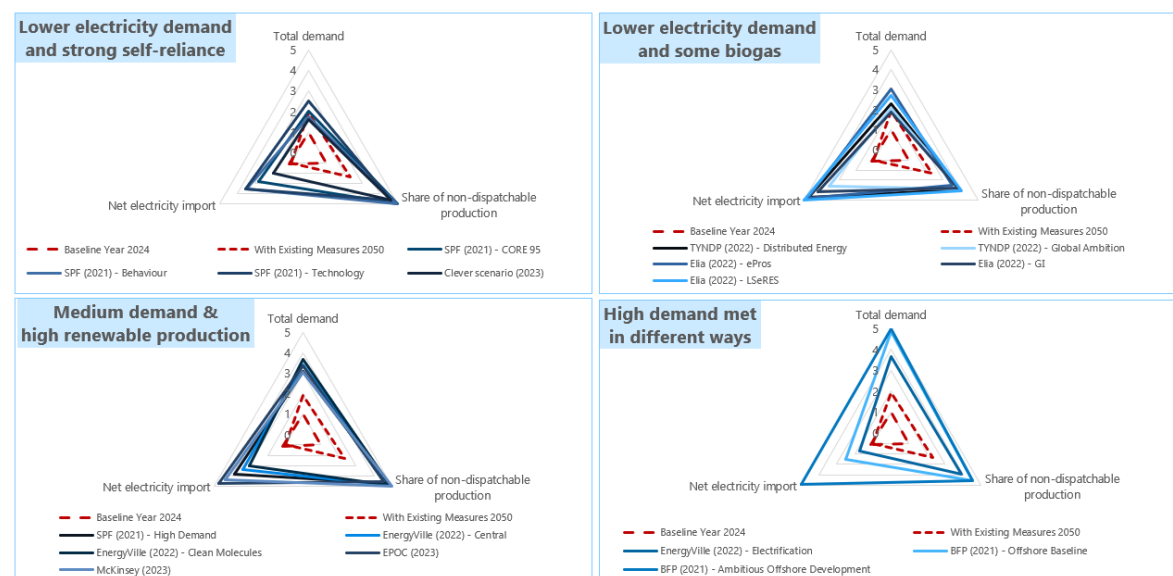 Lower electricity demand
and strong self-reliance
Total demand
5
4
3
2
1
0
Net electricity import
Share of non-dispatchable
production
Baseline Year 2024
With Existing Measures 2050
SPF (2021) - CORE 95
SPF (2021) - Behaviour
SPF (2021) - Technology
Clever scenario (2023)
Lower electricity demand
and some biogas
Total demand
5
4
3
2
1
0
Net electricity import
Share of non-dispatchable
production
Baseline Year 2024
With Existing Measures 2050
TYNDP (2022) - Distributed Energy
TYNDP (2022) - Global Ambition
Elia (2022) - ePros
Elia (2022) - GI
Elia (2022) - LSeRES
Medium demand &
high renewable production
Total demand
5
4
3
2
1
0
Net electricity import
Share of non-dispatchable
production
Baseline Year 2024
With Existing Measures 2050
SPF (2021) - High Demand
EnergyVille (2022) - Central
EnergyVille (2022) - Clean Molecules
EPOC (2023)
McKinsey (2023)
High demand met
in different ways
Total demand
5
4
3
2
1
0
Net electricity import
Share of non-dispatchable
production
Baseline Year 2024
With Existing Measures 2050
EnergyVille (2022) - Electrification
BFP (2021) - Offshore Baseline
BFP (2021) - Ambitious Offshore Development